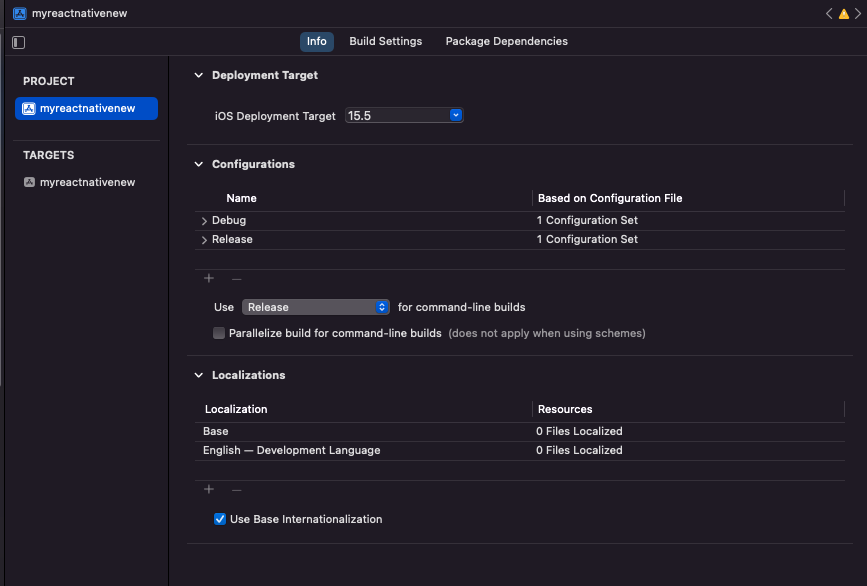 myreactnativenew
Info Build Settings Package Dependencies
PROJECT
myreactnativenew
TARGETS
myreactnativenew
Deployment Target
iOS Deployment Target 15.5
Configurations
Name Based on Configuration File
Debug 1 Configuration Set
Release 1 Configuration Set
+ —
Use Release for command-line builds
Parallelize build for command-line builds (does not apply when using schemes)
Localizations
Localization Resources
Base 0 Files Localized
English — Development Language 0 Files Localized
+ —
Use Base Internationalization